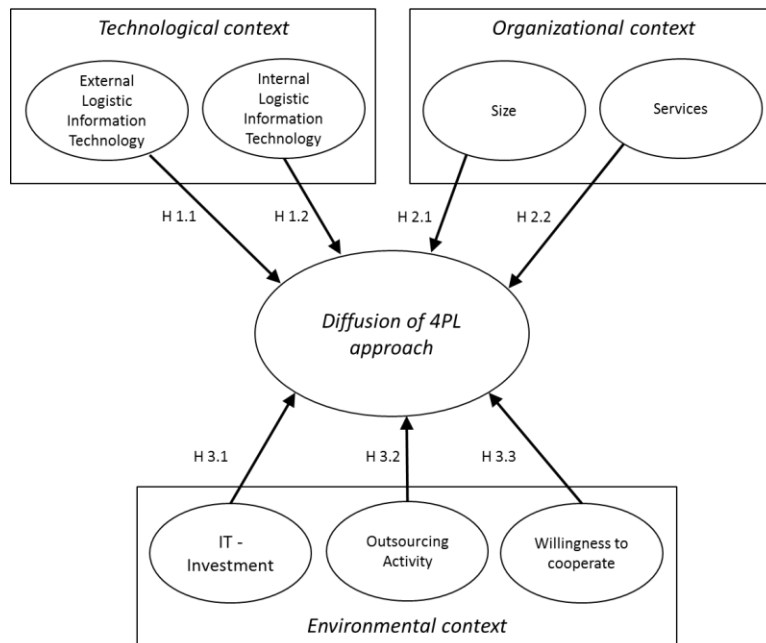 Technological context
External
Logistic
Information
Technology
Internal
Logistic
Information
Technology
Organizational context
Size
Services
H 1.1
H 1.2
H 2.1
H 2.2
Diffusion of 4PL
approach
H 3.1
H 3.2
H 3.3
IT -
Investment
Outsourcing
Activity
Willingness to
cooperate
Environmental context